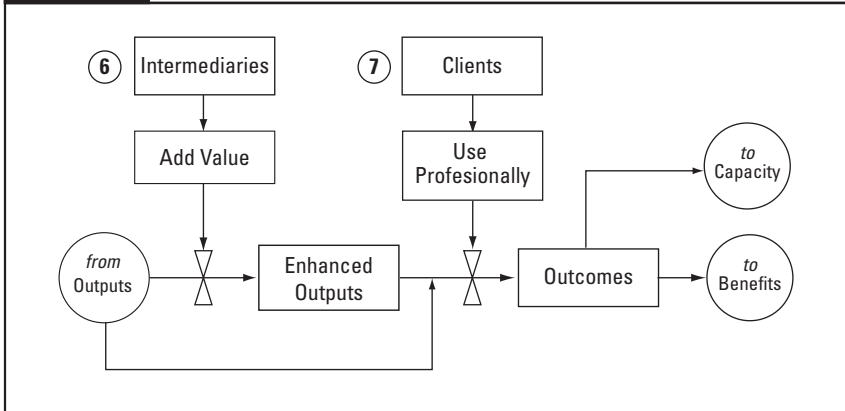 6
Intermediaries
7
Clients
Add Value
Use
Profesionally
to
Capacity
from
Outputs
Enhanced
Outputs
Outcomes
to
Benefits